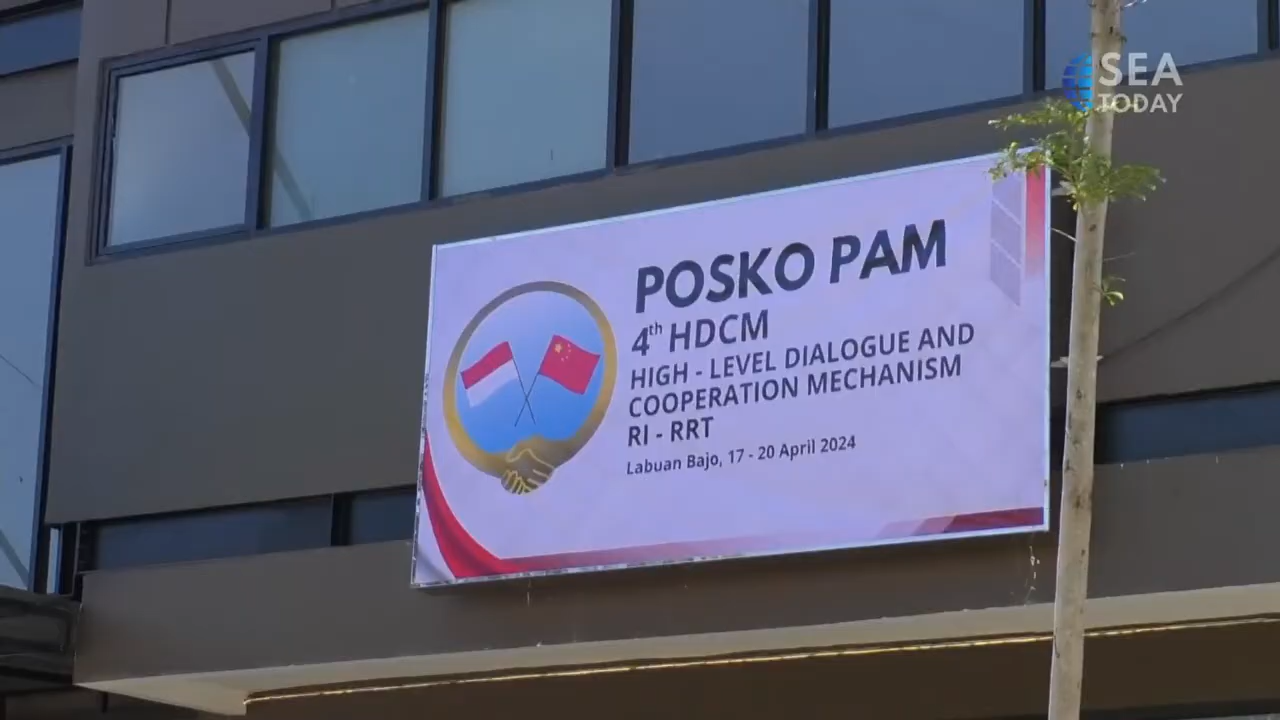 SEA
TODAY
POSKO PAM
4th HDCM
HIGH - LEVEL DIALOGUE AND
COOPERATION MECHANISM
RI - RRT
Labuan Bajo, 17 - 20 April 2024